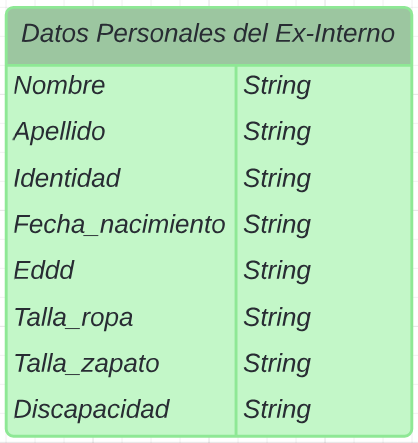 Datos Personales del Ex-Interno
Nombre String
Apellido String
Identidad String
Fecha_nacimiento String
Eddd String
Talla_ropa String
Talla_zapato String
Discapacidad String